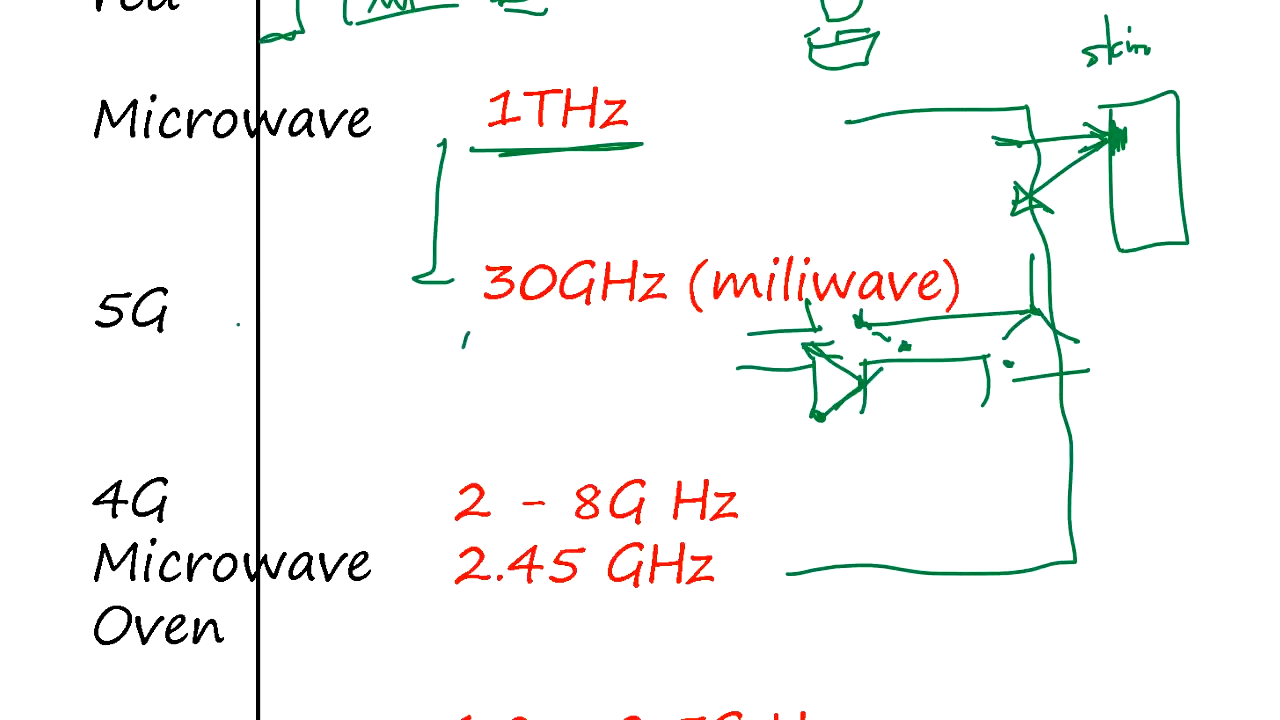 skin
Microwave 1THz
5G 30GHz (miliwave)
4G 2 - 8G Hz
Microwave 2.45 GHz
Oven